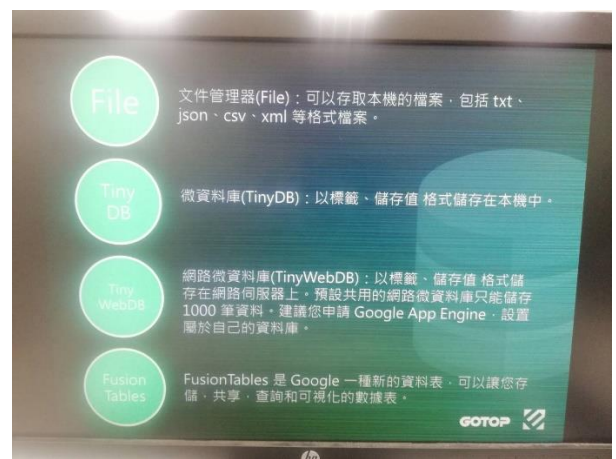 File
文件管理器(File)：可以存取本機的檔案，包括 txt、
json、csv、xml 等格式檔案。
Tiny
DB
微資料庫(TinyDB)：以標籤、儲存值 格式儲存在本機中。
Tiny
WebDB
網路微資料庫(TinyWebDB)：以標籤、儲存值 格式儲
存在網路伺服器上。預設共用的網路微資料庫只能儲存
1000 筆資料。建議您申請 Google App Engine，設置
屬於自己的資料庫。
Fusion
Tables
FusionTables 是 Google 一種新的資料表，可以讓您存
儲，共享，查詢和可視化的數據表。
GOTOP
hp